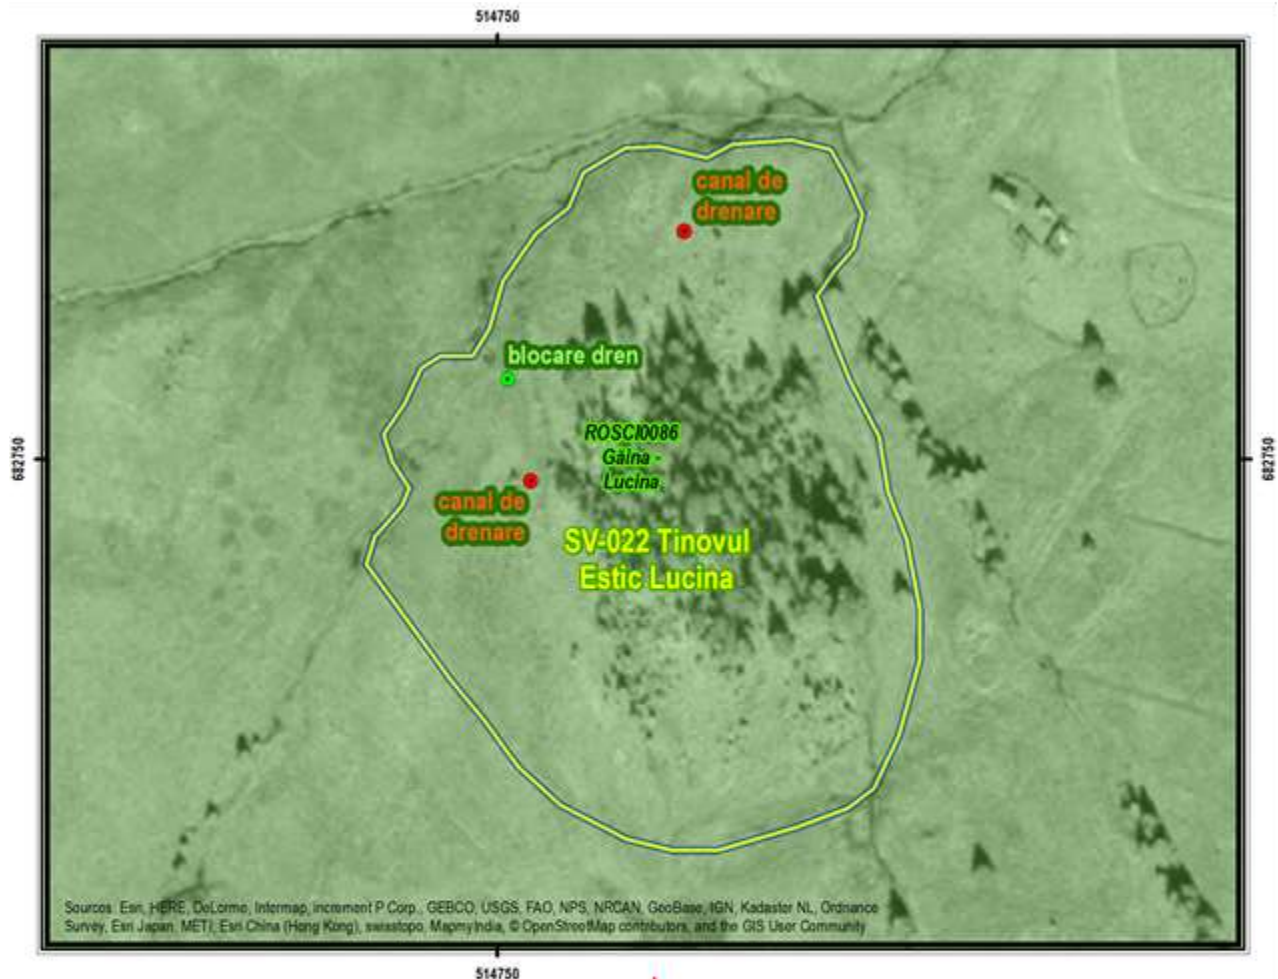 514750
canal de
drenare
blocare dren
ROSCI0086
Găina -
Lucina
682750
682750
canal de
drenare
SV-022 Tinovul
Estic Lucina
Sources: Esri, HERE, DeLorme, Intermap, increment P Corp., GEBCO, USGS, FAO, NPS, NRCAN, GeoBase, IGN, Kadaster NL, Ordnance
Survey, Esri Japan, METI, Esri China (Hong Kong), swisstopo, MapmyIndia, © OpenStreetMap contributors, and the GIS User Community
514750